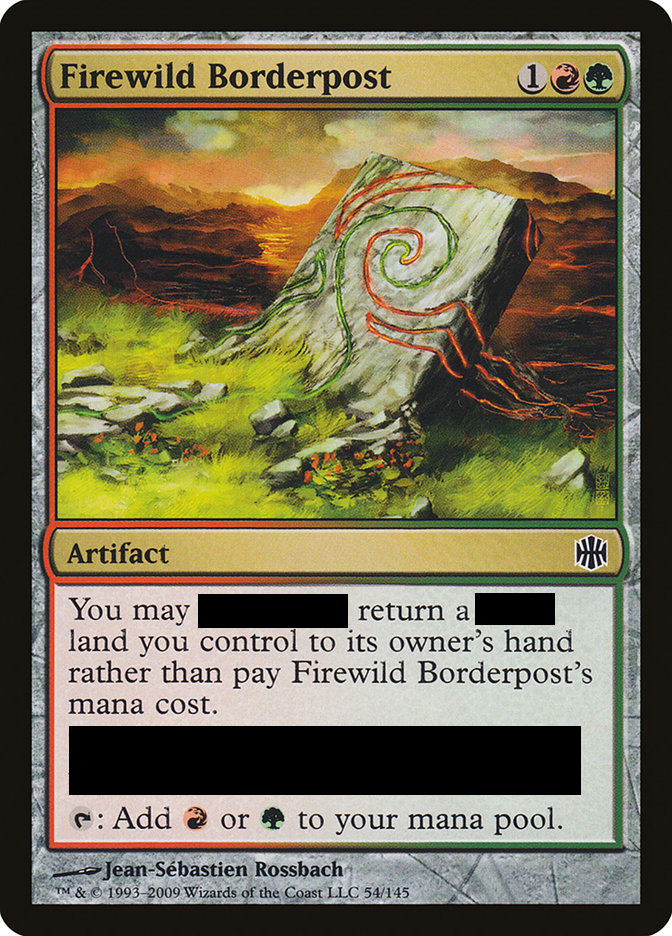 Firewild Borderpost 1
Artifact
You may return a
land you control to its owner's hand
rather than pay Firewild Borderpost's
mana cost.
: Add or to your mana pool.
Jean-Sébastien Rossbach
™ & © 1993–2009 Wizards of the Coast LLC 54/145